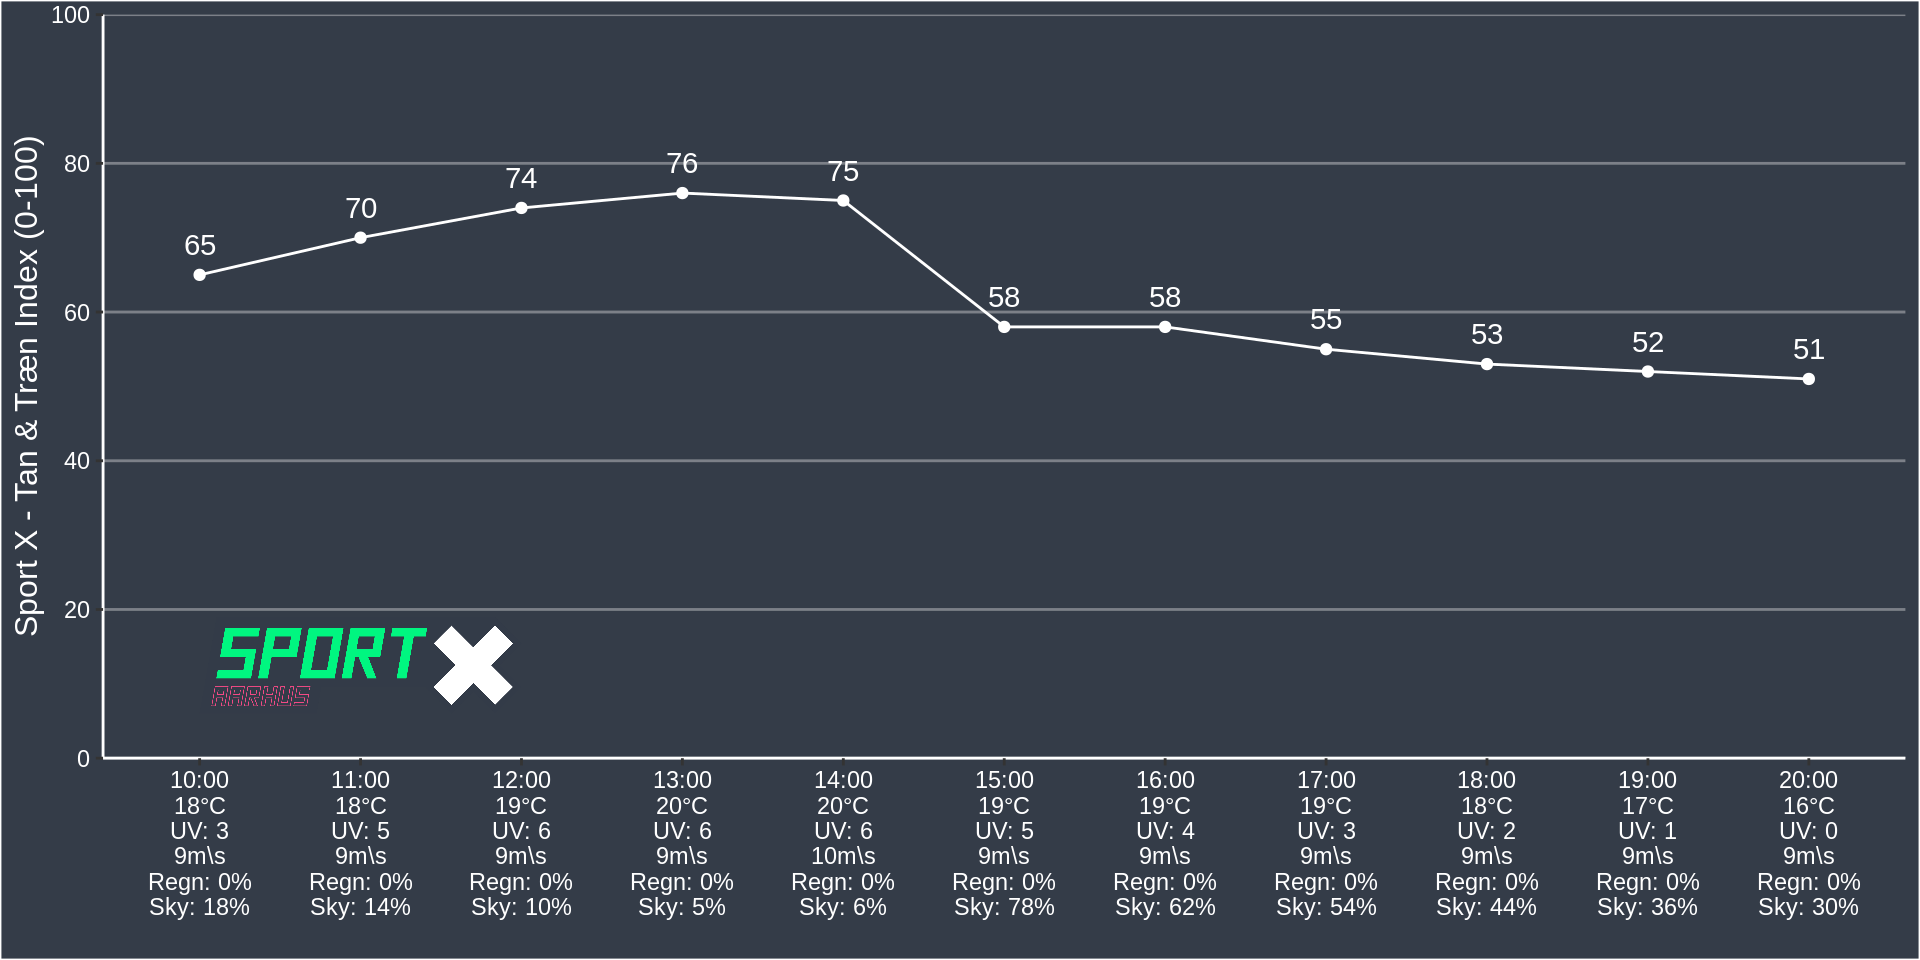 Sport X - Tan & Træn Index (0-100)
100
80
60
40
20
0
65
70
74
76
75
58
58
55
53
52
51
SPORT X
AARHUS
10:00 11:00 12:00 13:00 14:00 15:00 16:00 17:00 18:00 19:00 20:00
18°C 18°C 19°C 20°C 20°C 19°C 19°C 19°C 18°C 17°C 16°C
UV: 3 UV: 5 UV: 6 UV: 6 UV: 6 UV: 5 UV: 4 UV: 3 UV: 2 UV: 1 UV: 0
9m\s 9m\s 9m\s 9m\s 10m\s 9m\s 9m\s 9m\s 9m\s 9m\s 9m\s
Regn: 0% Regn: 0% Regn: 0% Regn: 0% Regn: 0% Regn: 0% Regn: 0% Regn: 0% Regn: 0% Regn: 0% Regn: 0%
Sky: 18% Sky: 14% Sky: 10% Sky: 5% Sky: 6% Sky: 78% Sky: 62% Sky: 54% Sky: 44% Sky: 36% Sky: 30%